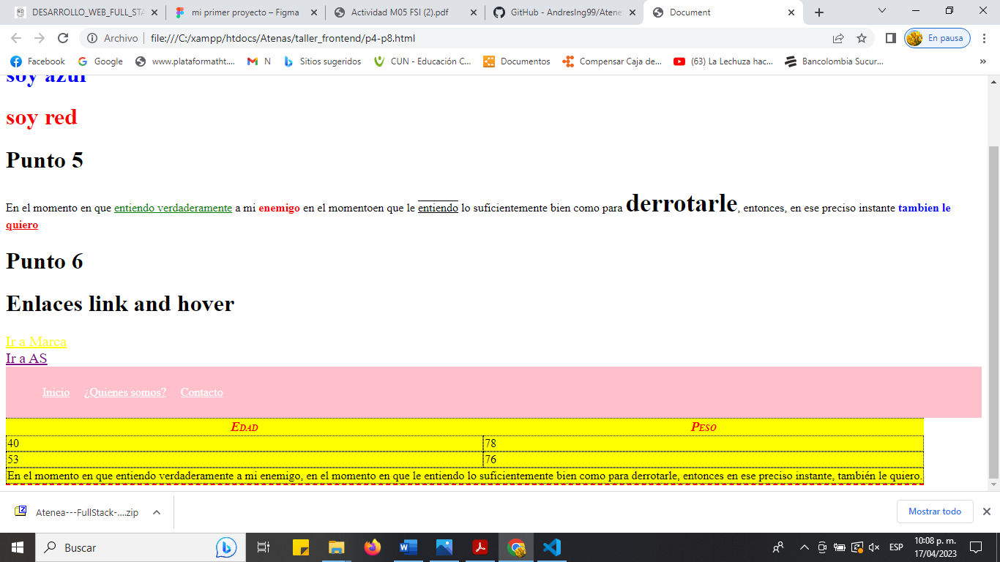 DESARROLLO_WEB_FULL_STA
mi primer proyecto – Figma
Actividad M05 FSI (2).pdf
GitHub - AndresIng99/Atene
Document
Archivo
file:///C:/xampp/htdocs/Atenas/taller_frontend/p4-p8.html
En pausa
Facebook
Google
www.plataformatht....
N
Sitios sugeridos
CUN - Educación C...
Documentos
Compensar Caja de...
(63) La Lechuza hac...
Bancolombia Sucur...
»
soy azul
soy red
Punto 5
En el momento en que entiendo verdaderamente a mi enemigo en el momentoen que le entiendo lo suficientemente bien como para derrotarle, entonces, en ese preciso instante tambien le
quiero
Punto 6
Enlaces link and hover
Ir a Marca
Ir a AS
Inicio ¿Quienes somos? Contacto
Edad Peso
40 78
53 76
En el momento en que entiendo verdaderamente a mi enemigo, en el momento en que le entiendo lo suficientemente bien como para derrotarle, entonces en ese preciso instante, también le quiero.
Atenea---FullStack-....zip
Mostrar todo
Buscar
ESP
10:08 p. m.
17/04/2023